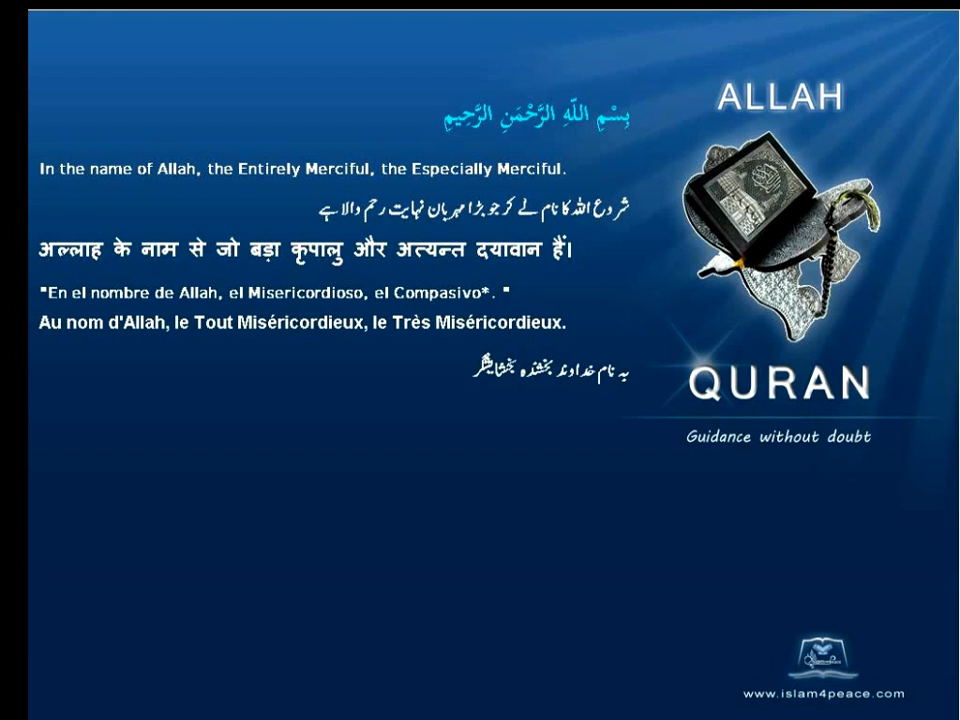 بِسْمِ اللّهِ الرَّحْمَنِ الرَّحِيمِ
In the name of Allah, the Entirely Merciful, the Especially Merciful.
شروع الله کا نام لے کر جو بڑا مہربان نہایت رحم والا ہے
अल्लाह के नाम से जो बड़ा कृपालु और अत्यन्त दयावान हैं।
"En el nombre de Allah, el Misericordioso, el Compasivo*. "
Au nom d'Allah, le Tout Miséricordieux, le Très Miséricordieux.
به نام خداوند بخشنده بخشایشگر
ALLAH
QURAN
Guidance without doubt
www.islam4peace.com